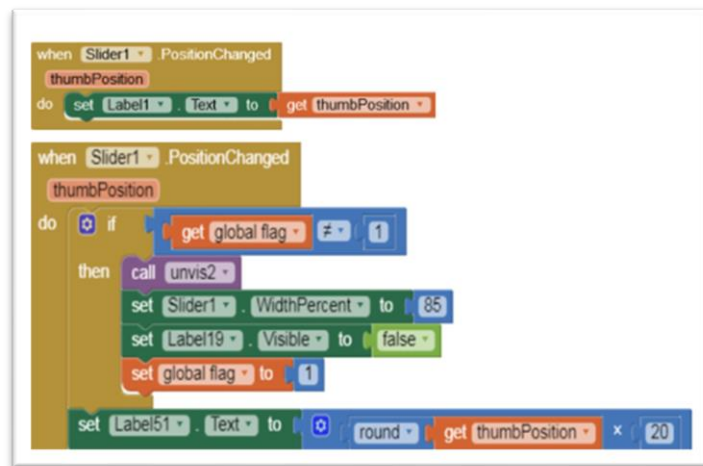 when Slider1 .PositionChanged
thumbPosition
do set Label1 . Text to get thumbPosition
when Slider1 .PositionChanged
thumbPosition
do if get global flag ≠ 1
then call unvis2
set Slider1 . WidthPercent to 85
set Label19 . Visible to false
set global flag to 1
set Label51 . Text to round get thumbPosition × 20